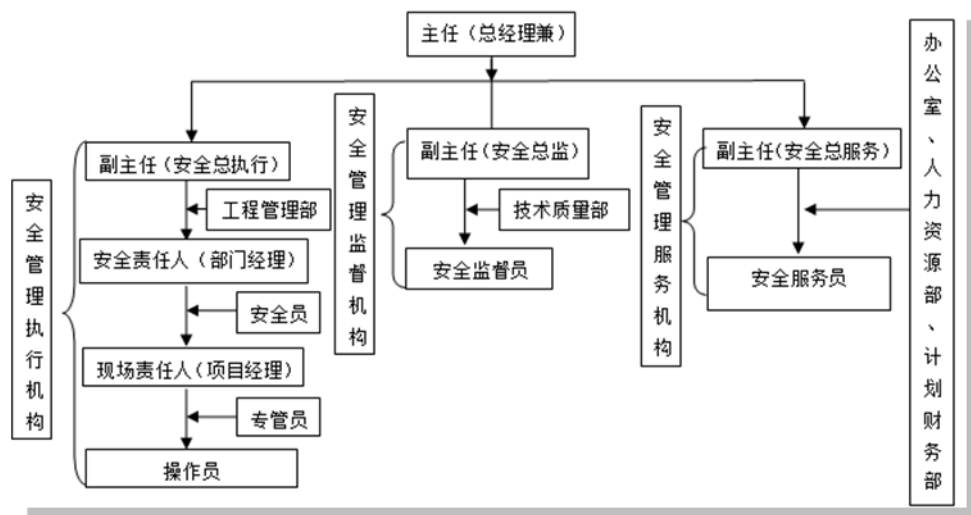 主任（总经理兼）
安全管理执行机构
副主任（安全总执行）
工程管理部
安全责任人（部门经理）
安全员
现场责任人（项目经理）
专管员
操作员
安全管理监督机构
副主任(安全总监）
技术质量部
安全监督员
安全管理服务机构
副主任(安全总服务）
安全服务员
办公室、人力资源部、计划财务部